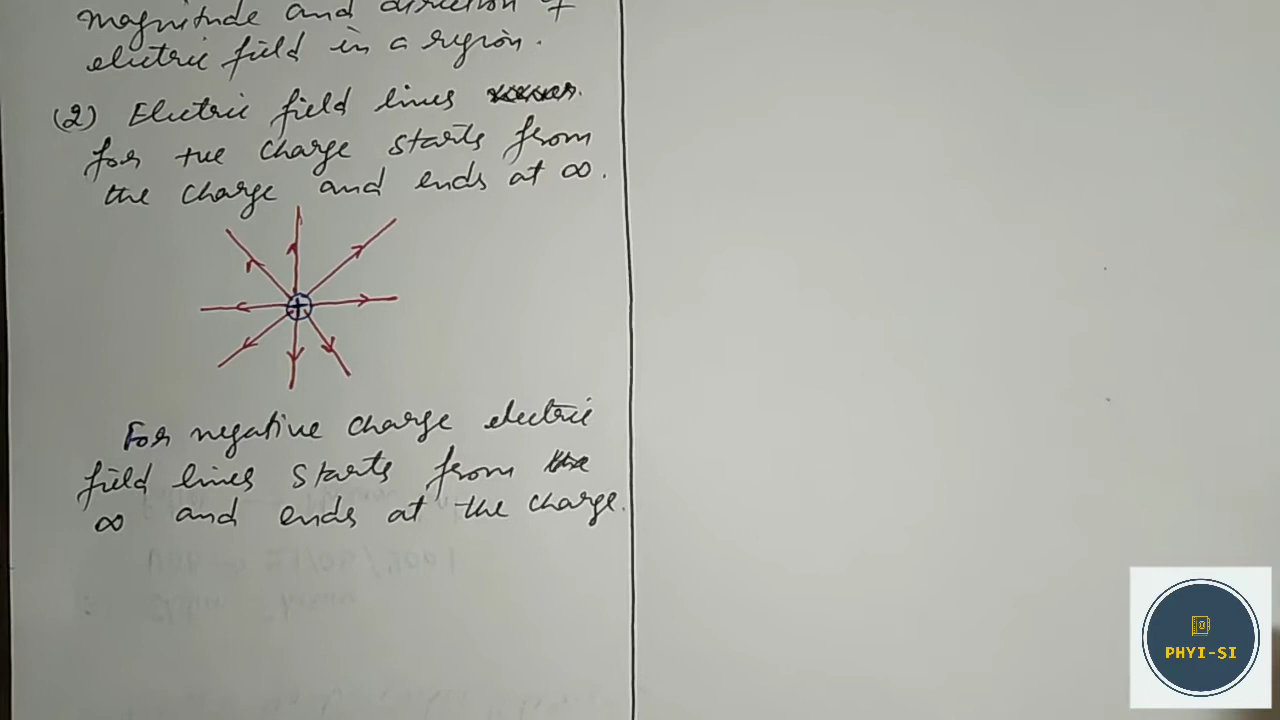 magnitude and direction of
electric field in a region.
(2) Electric field lines
for +ve charge starts from
the charge and ends at ∞.
+
For negative charge electric
field lines starts from the
∞ and ends at the charge.
PHYI-SI